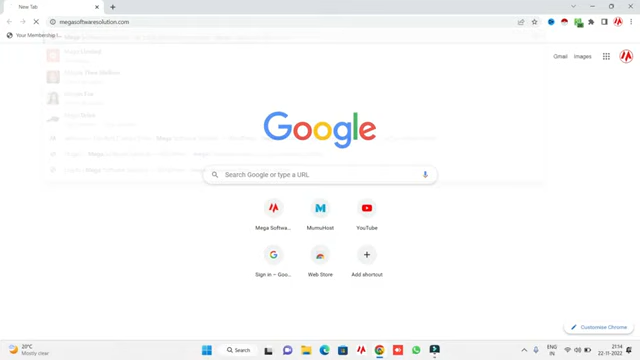 New Tab
megasoftwaresolution.com
Your Membership I...
Gmail Images
Google
Search Google or type a URL
Mega Softwa... MumuHost YouTube
Sign in – Goo... Web Store Add shortcut
Customise Chrome
20°C
Mostly clear
Search
ENG
IN
21:54
22-11-2022